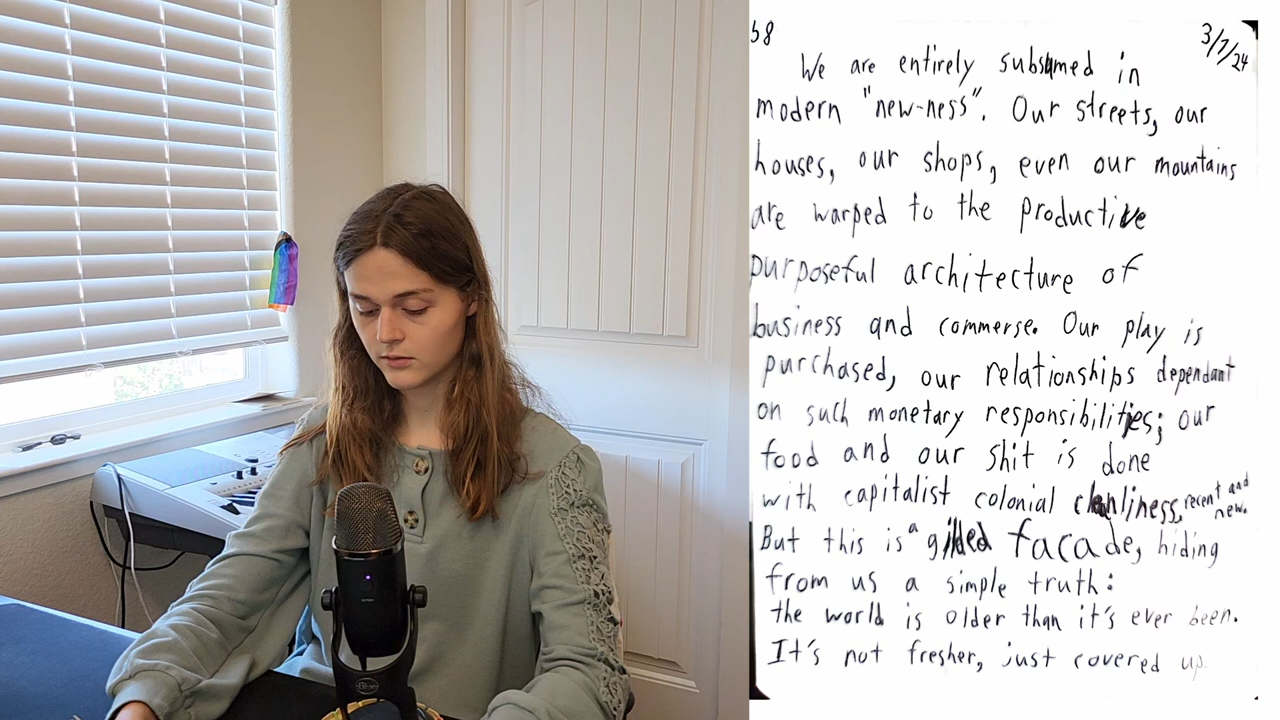 58
3/7/24
We are entirely subsumed in
modern "new-ness". Our streets, our
houses, our shops, even our mountains
are warped to the productive
purposeful architecture of
business and commerse. Our play is
purchased, our relationships dependant
on such monetary responsibilities; our
food and our shit is done
with capitalist colonial cleanliness, recent and
new.
But this is a gilded facade, hiding
from us a simple truth:
the world is older than it's ever been.
It's not fresher, just covered up.
Blue